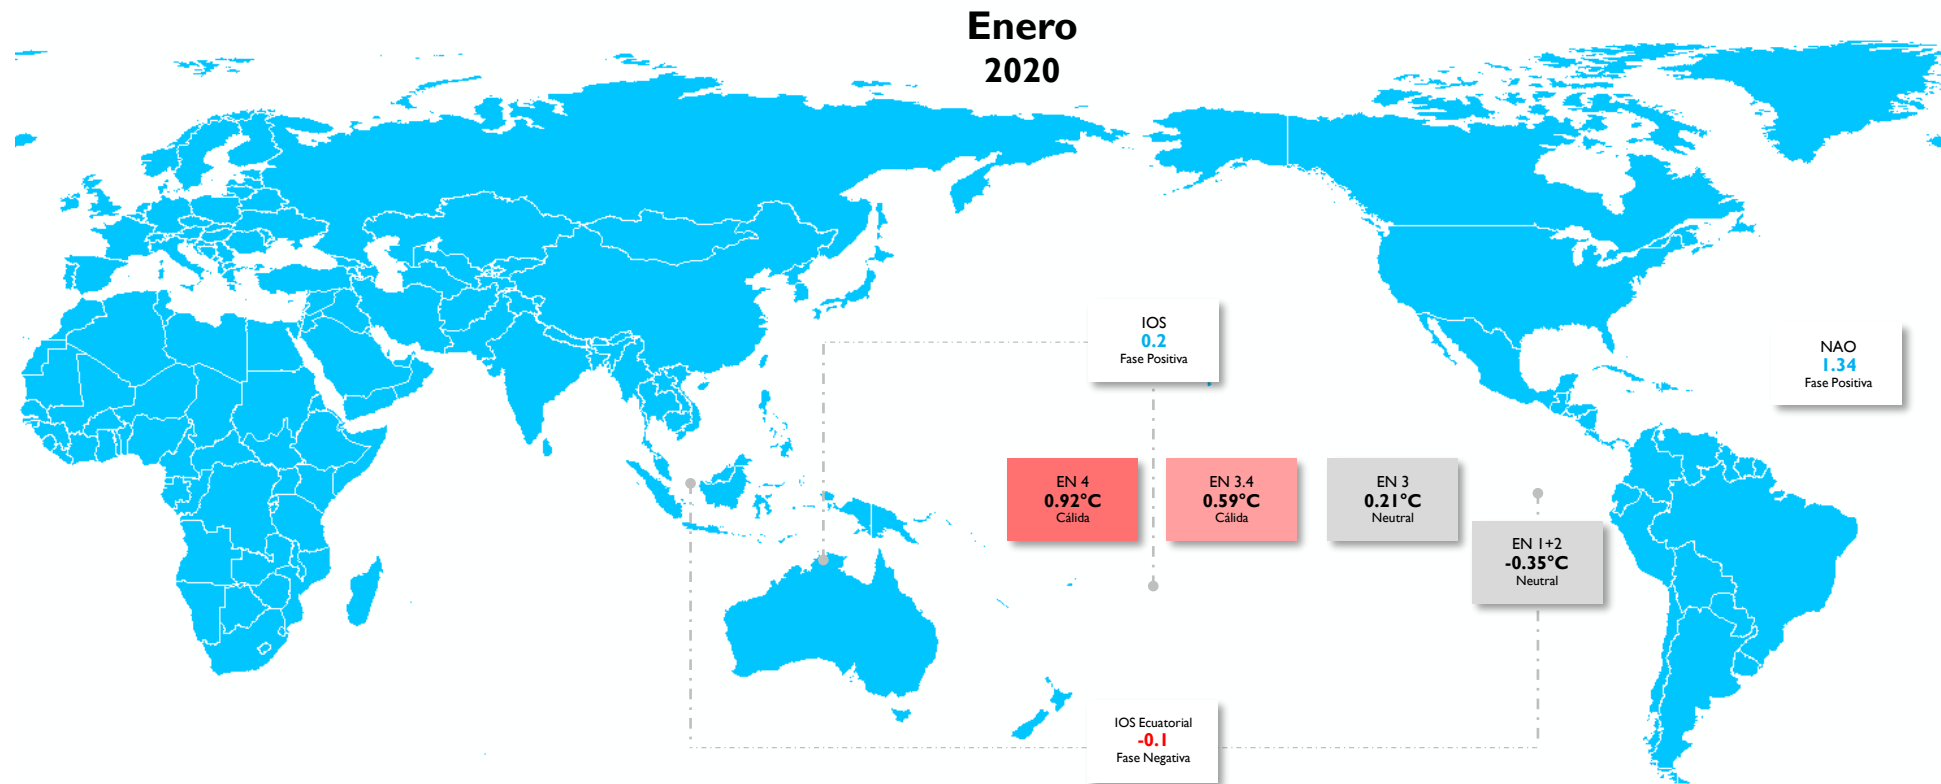 Enero
2020
IOS
0.2
Fase Positiva
NAO
1.34
Fase Positiva
EN 4
0.92°C
Cálida
EN 3.4
0.59°C
Cálida
EN 3
0.21°C
Neutral
EN 1+2
-0.35°C
Neutral
IOS Ecuatorial
-0.1
Fase Negativa